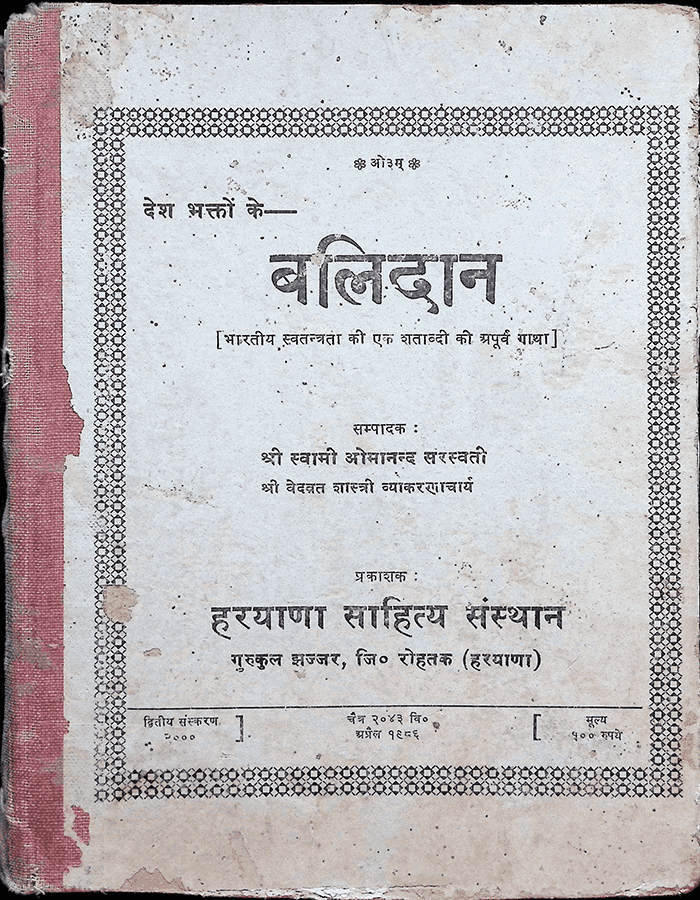 ❀ ओ३म् ❀
देश भक्तों के—
बलिदान
[भारतीय स्वतन्त्रता की एक शताब्दी की अपूर्व गाथा]
सम्पादक :
श्री स्वामी ओमानन्द सरस्वती
श्री वेदव्रत शास्त्री व्याकरणाचार्य
प्रकाशक :
हरयाणा साहित्य संस्थान
गुरुकुल झज्जर, जि० रोहतक (हरयाणा)
द्वितीय संस्करण ] चैत्र २०४३ वि० [ मूल्य
२००० अप्रैल १९८६ १०० रुपये